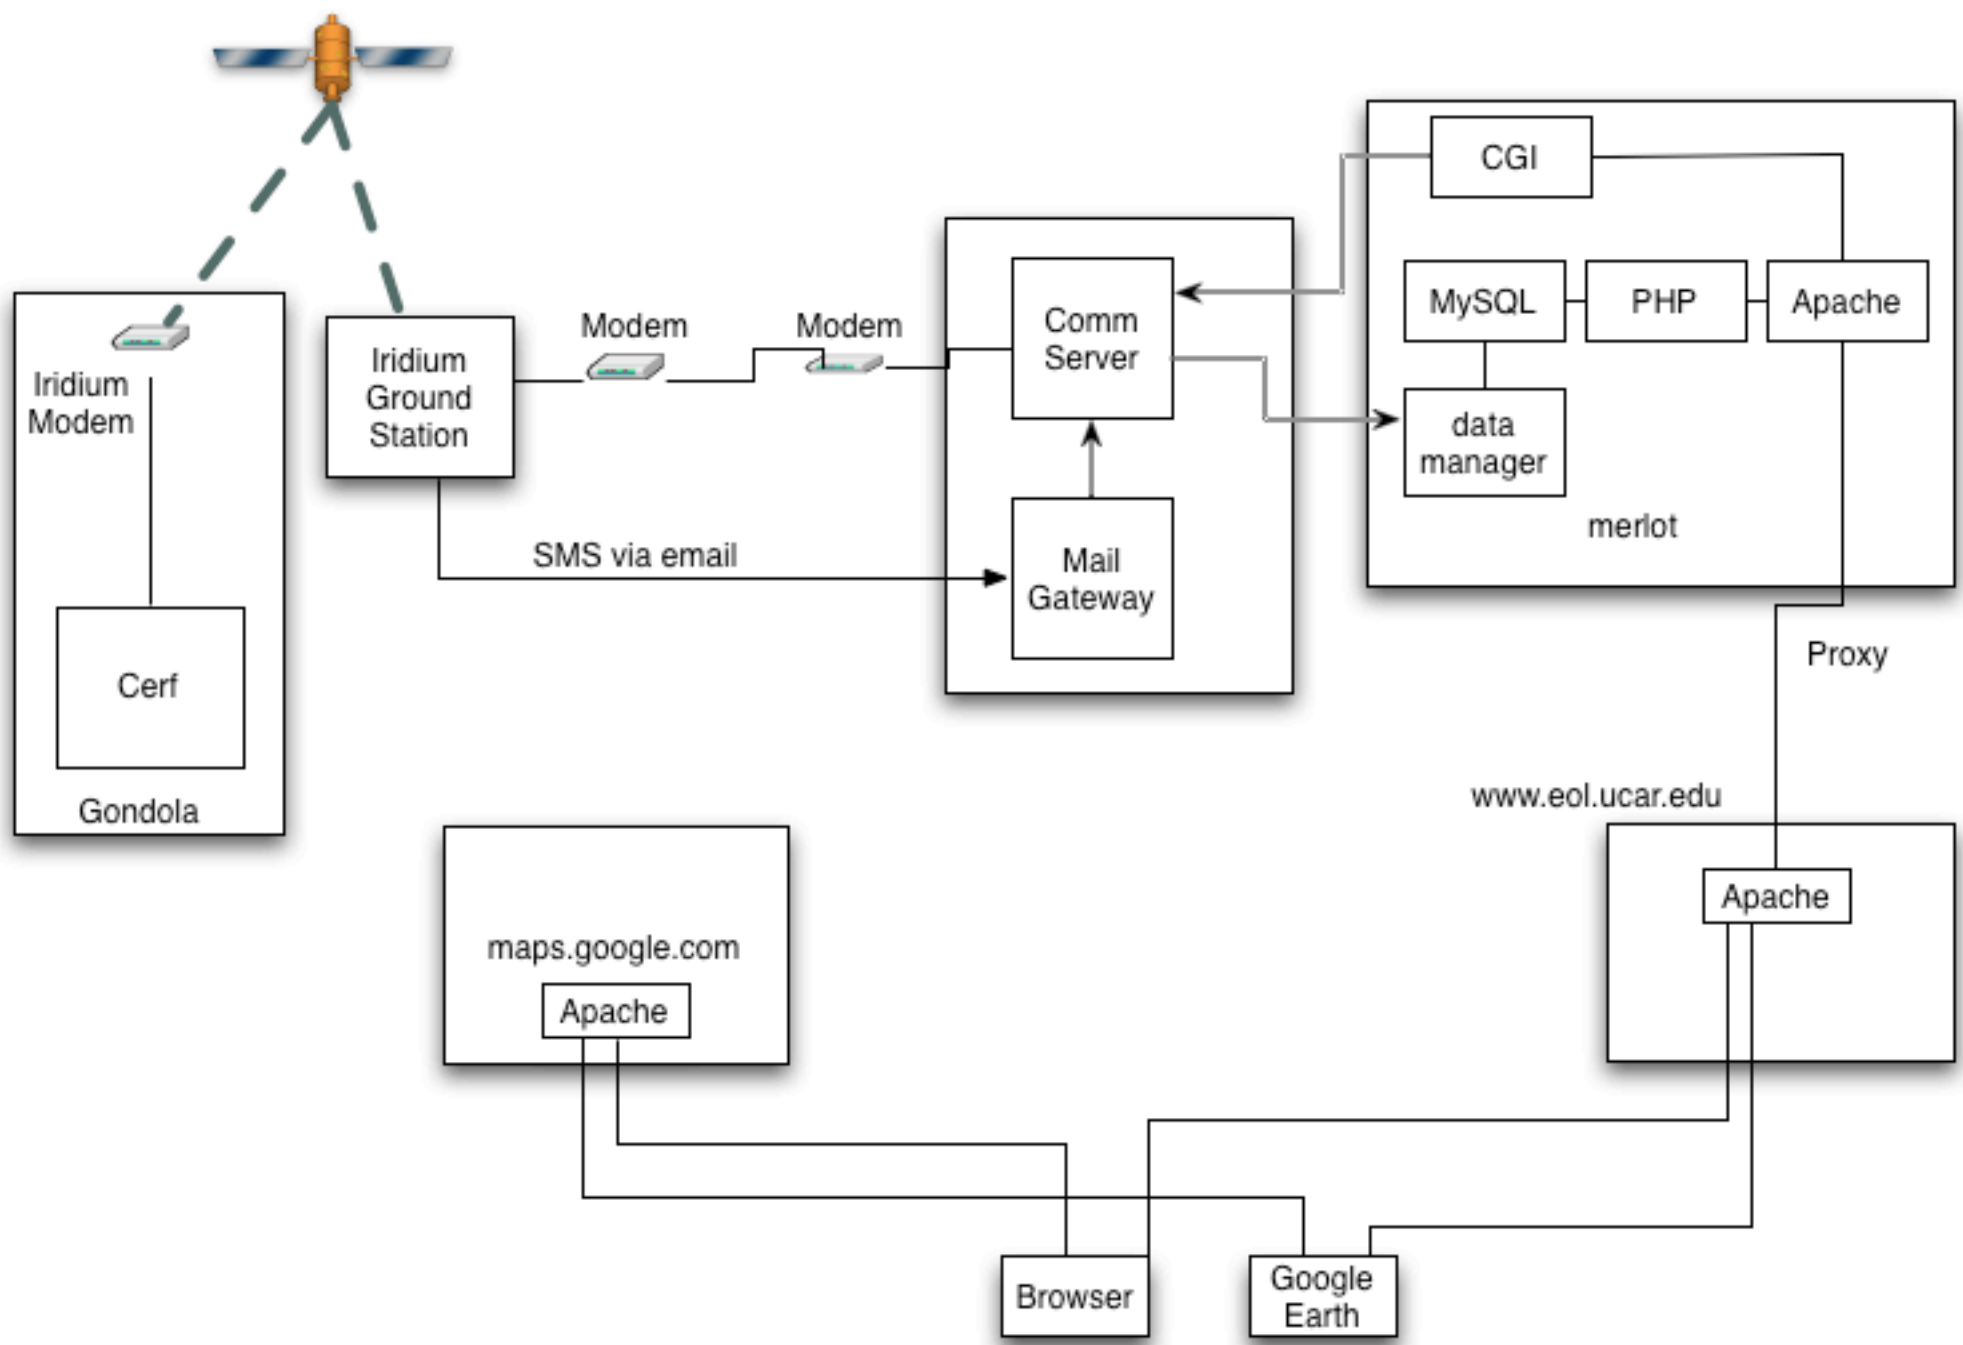 CGI
MySQL
PHP
Apache
data
manager
merlot
Comm
Server
Mail
Gateway
Modem
Modem
Iridium
Ground
Station
Iridium
Modem
SMS via email
Cerf
Gondola
Proxy
www.eol.ucar.edu
Apache
maps.google.com
Apache
Browser
Google
Earth